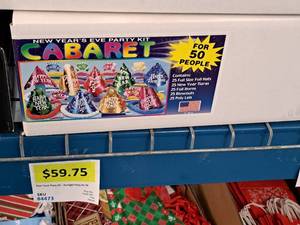 NEW YEAR'S EVE PARTY KIT
CABARET
FOR
50
PEOPLE
Contains:
25 Full Size Foil Hats
25 New Year Tiaras
25 Foil Horns
25 Blowouts
25 Poly Leis
$59.75
SKU
84673